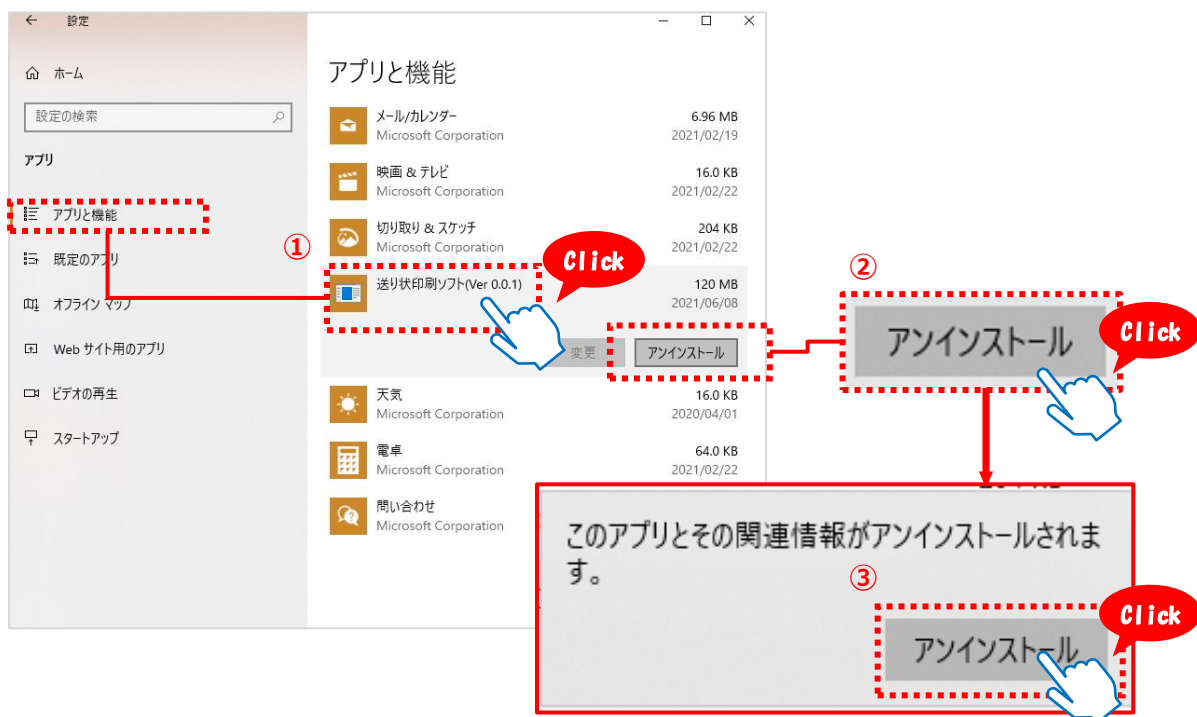 設定
ホーム
設定の検索
アプリ
アプリと機能
既定のアプリ
オフライン マップ
Web サイト用のアプリ
ビデオの再生
スタートアップ
アプリと機能
メール/カレンダー
6.96 MB
Microsoft Corporation
2021/02/19
映画 & テレビ
16.0 KB
Microsoft Corporation
2021/02/22
切り取り & スケッチ
204 KB
Microsoft Corporation
2021/02/22
①
Click
送り状印刷ソフト(Ver 0.0.1)
120 MB
2021/06/08
変更
アンインストール
天気
16.0 KB
Microsoft Corporation
2020/04/01
電卓
64.0 KB
Microsoft Corporation
2021/02/22
問い合わせ
Microsoft Corporation
②
アンインストール
Click
このアプリとその関連情報がアンインストールされま
す。
③
Click
アンインストール